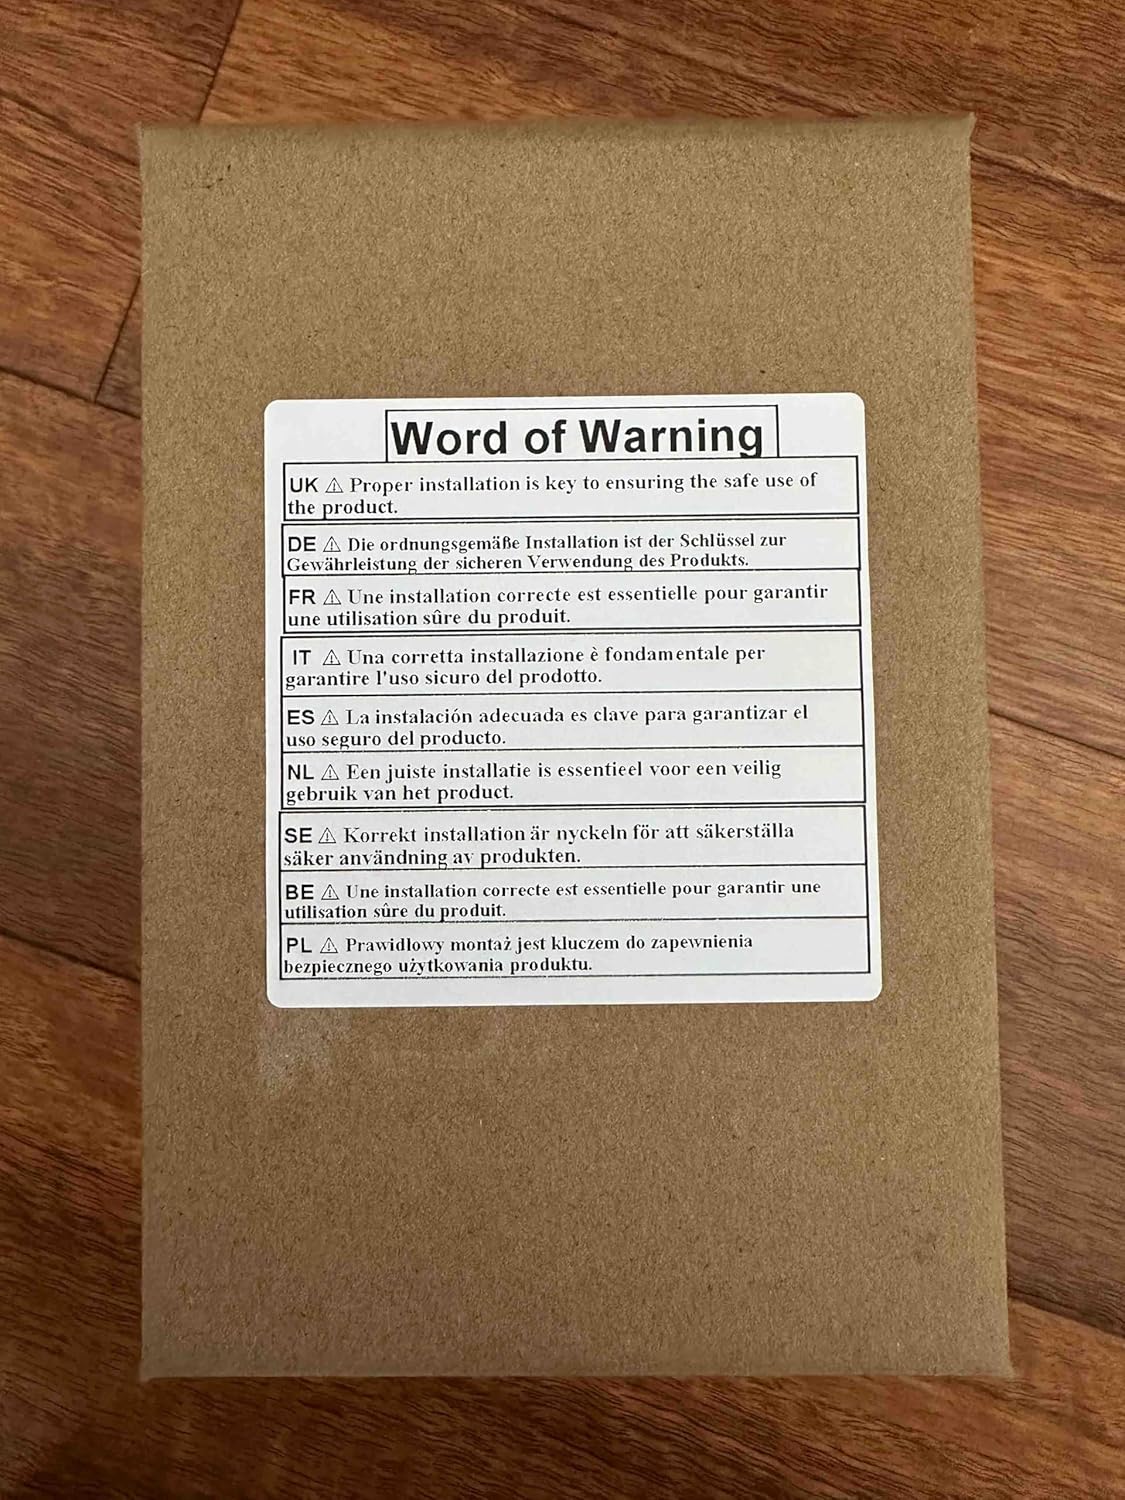 Word of Warning
UK ⚠ Proper installation is key to ensuring the safe use of
the product.
DE ⚠ Die ordnungsgemäße Installation ist der Schlüssel zur
Gewährleistung der sicheren Verwendung des Produkts.
FR ⚠ Une installation correcte est essentielle pour garantir
une utilisation sûre du produit.
IT ⚠ Una corretta installazione è fondamentale per
garantire l'uso sicuro del prodotto.
ES ⚠ La instalación adecuada es clave para garantizar el
uso seguro del producto.
NL ⚠ Een juiste installatie is essentieel voor een veilig
gebruik van het product.
SE ⚠ Korrekt installation är nyckeln för att säkerställa
säker användning av produkten.
BE ⚠ Une installation correcte est essentielle pour garantir une
utilisation sûre du produit.
PL ⚠ Prawidłowy montaż jest kluczem do zapewnienia
bezpiecznego użytkowania produktu.